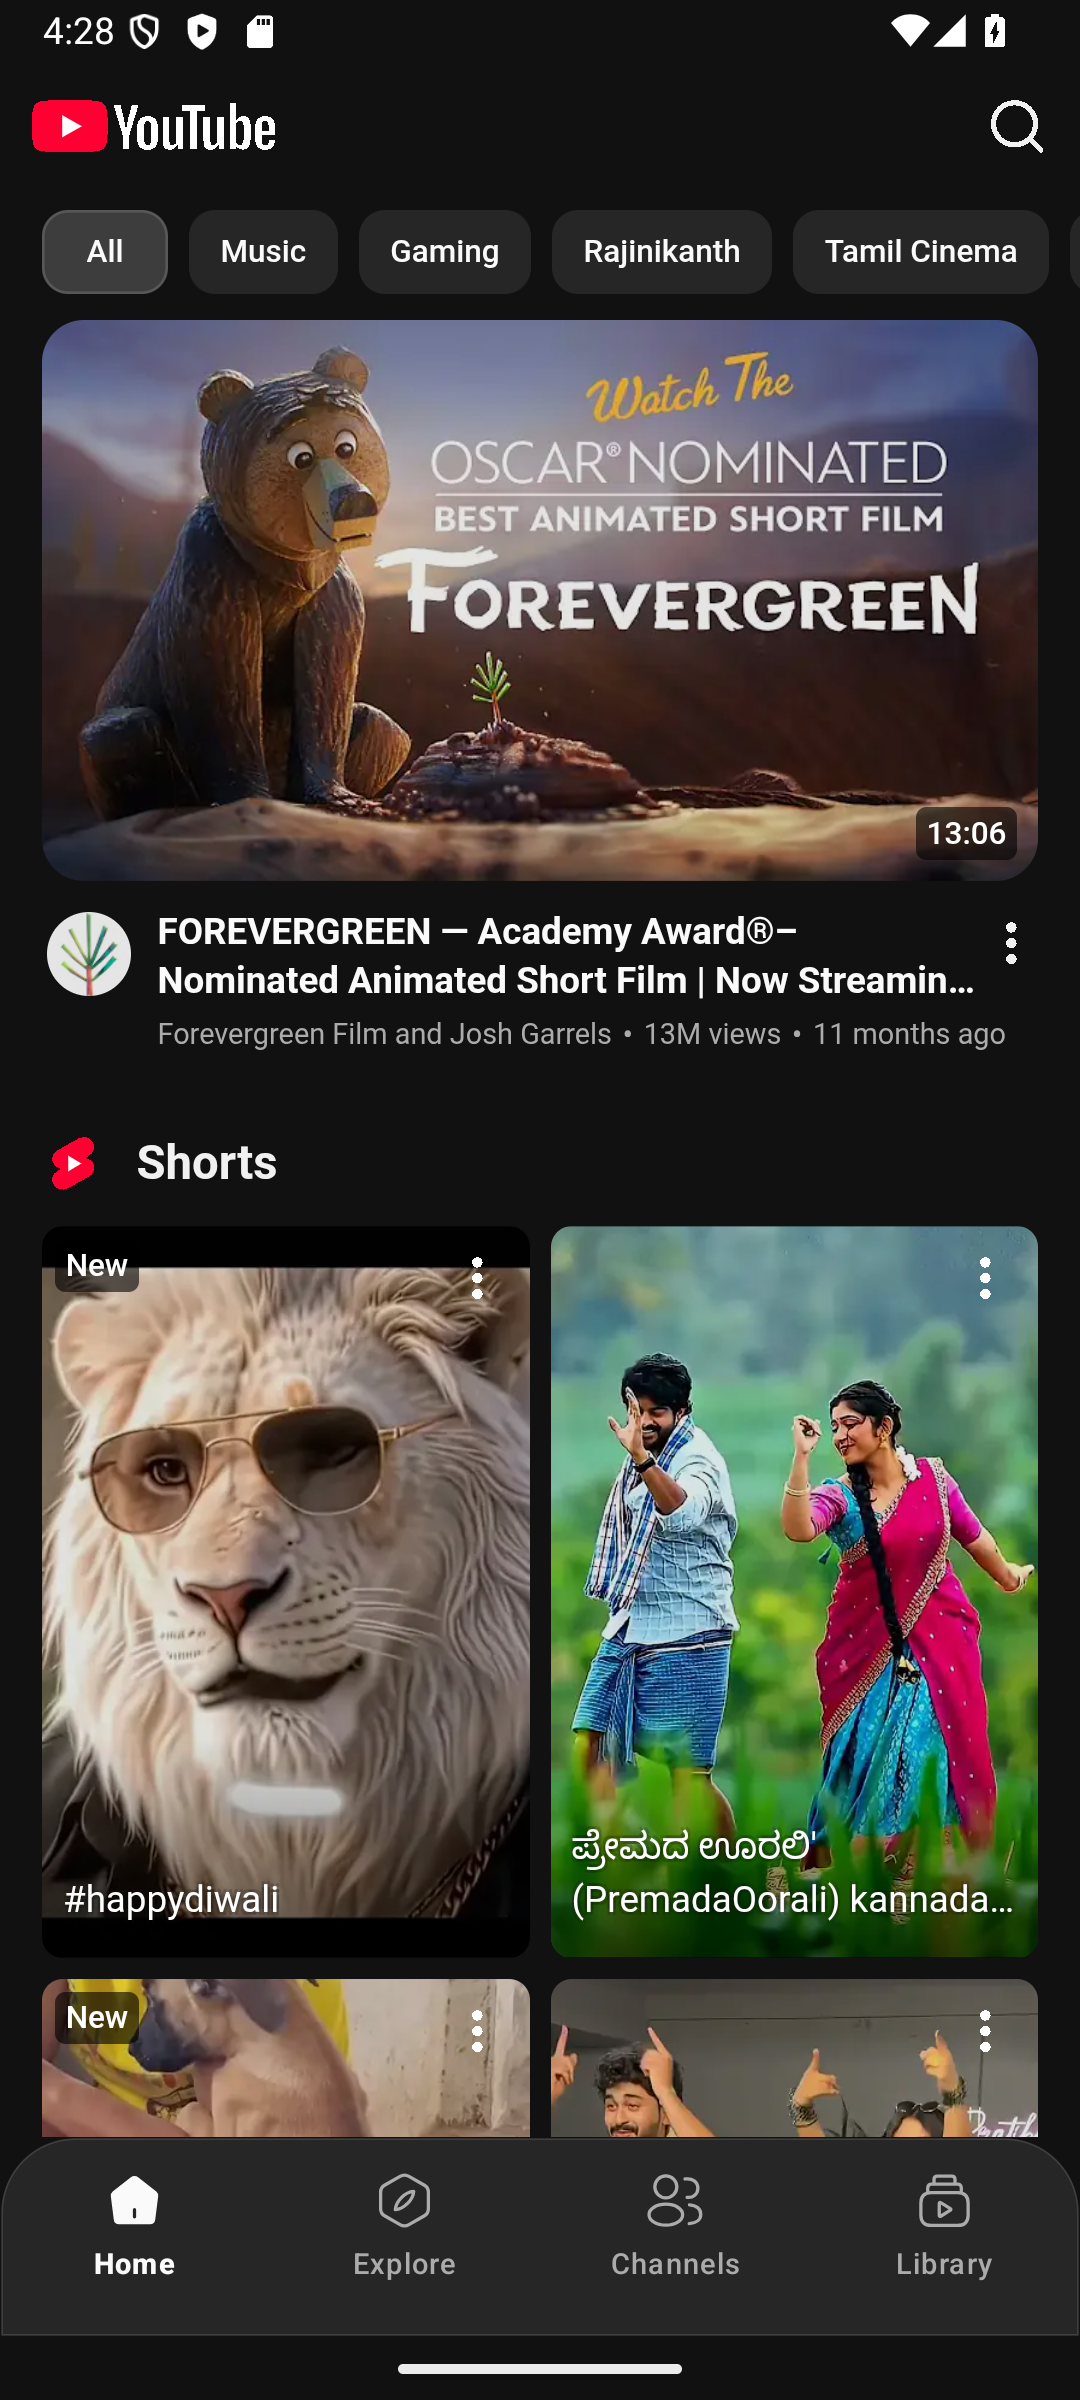 4:28
YouTube
All Music Gaming Rajinikanth Tamil Cinema
Watch The
OSCAR® NOMINATED
BEST ANIMATED SHORT FILM
FOREVERGREEN
13:06
FOREVERGREEN — Academy Award®–
Nominated Animated Short Film | Now Streamin...
Forevergreen Film and Josh Garrels • 13M views • 11 months ago
Shorts
New
#happydiwali
ಪ್ರೇಮದ ಊರಲಿ'
(PremadaOorali) kannada...
New
Home Explore Channels Library